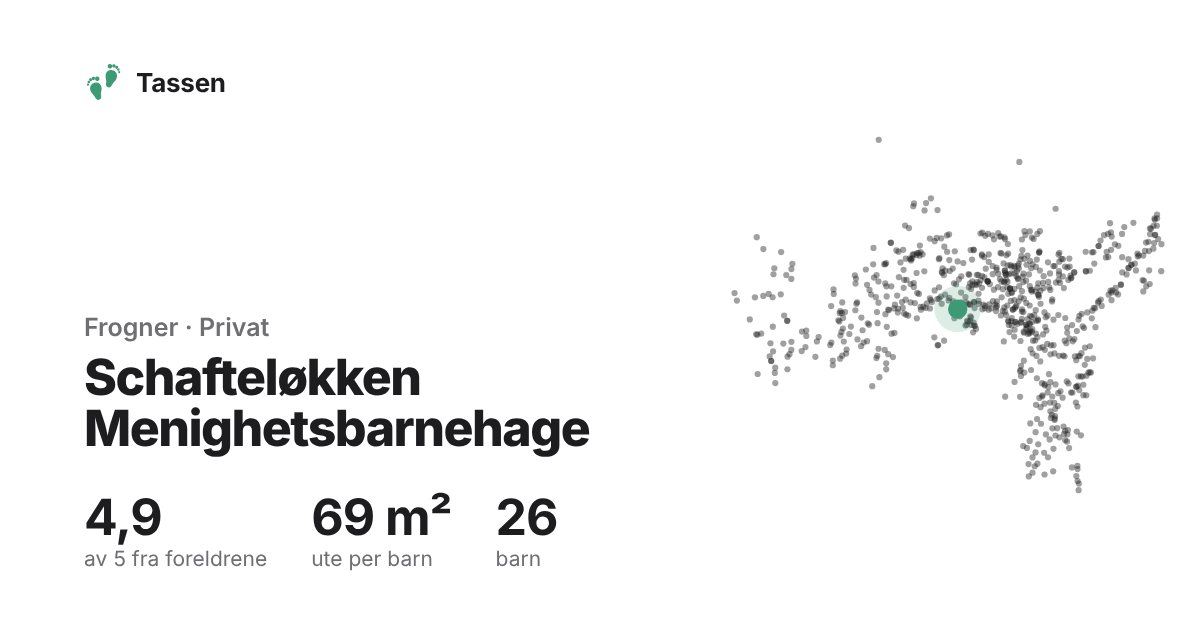 Tassen
Frogner · Privat
Schafteløkken
Menighetsbarnehage
4,9
av 5 fra foreldrene
69 m²
ute per barn
26
barn